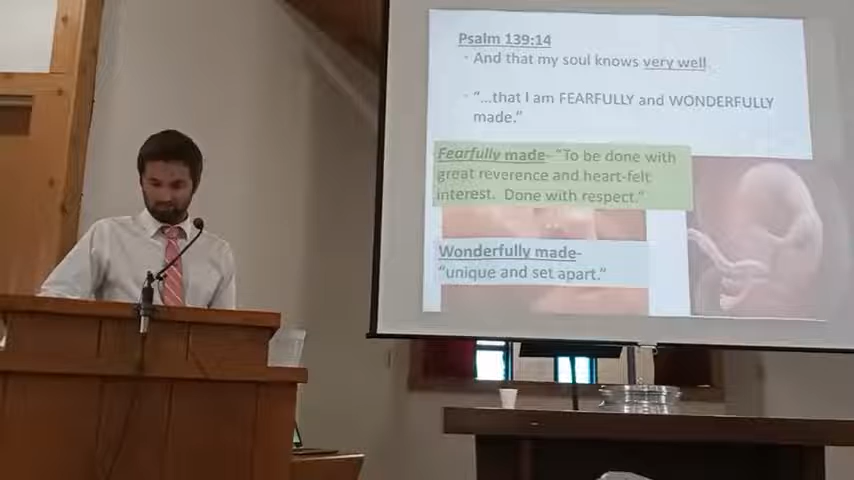 Psalm 139:14
- And that my soul knows very well.
- "...that I am FEARFULLY and WONDERFULLY
made."
Fearfully made- "To be done with
great reverence and heart-felt
interest. Done with respect."
Wonderfully made-
"unique and set apart."